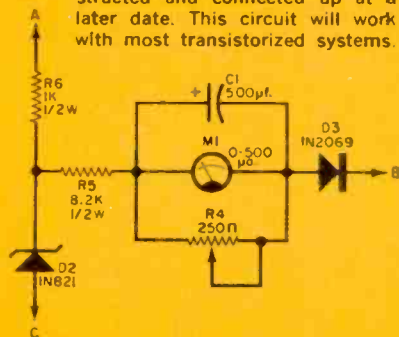 structed and connected up at a
later date. This circuit will work
with most transistorized systems.
A
R6
1K
1/2W
C1
+ 500µf.
M1
0-500
µa.
D3
1N2069
B
R5
8.2K
1/2W
R4
250Ω
D2
1N821
C